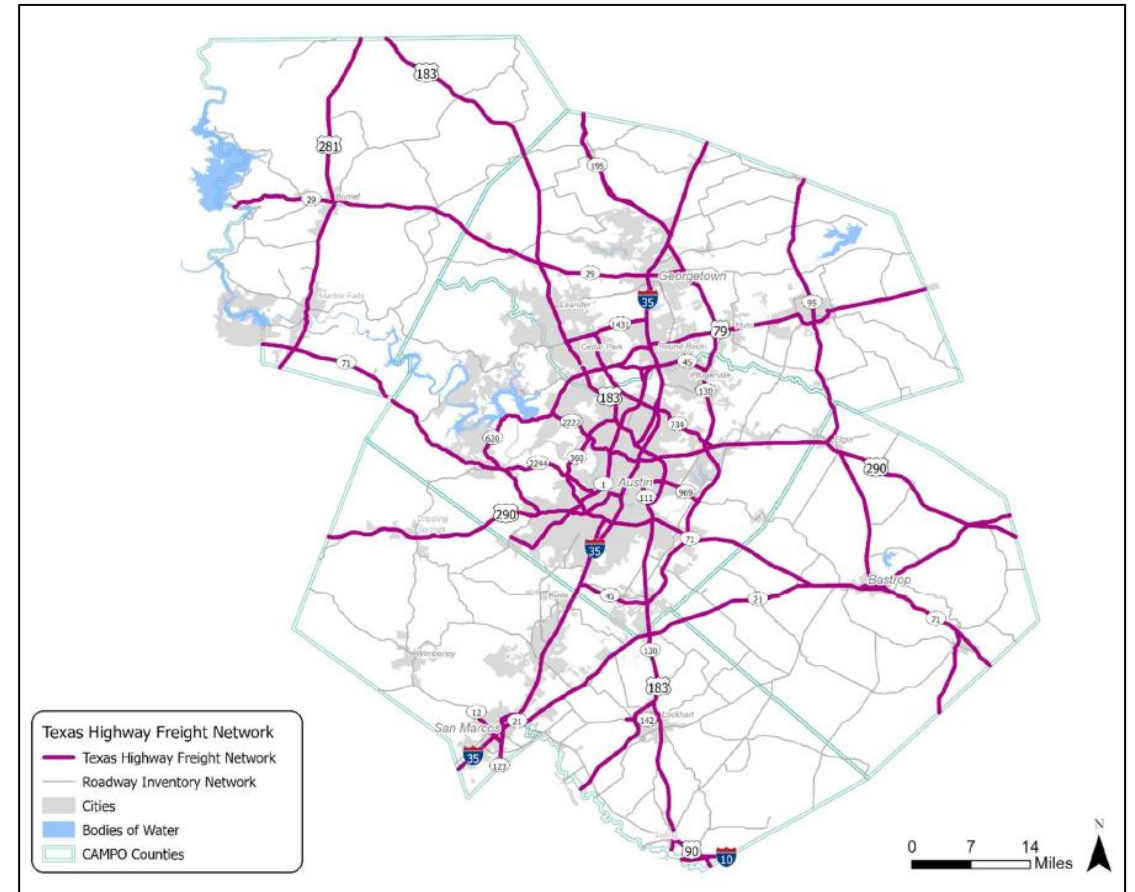 183
281
195
29
Burnet
29
Georgetown
95
Marble Falls
Leander
35
1431
79
Hutto
Cedar Park
Round Rock
45
Pflugerville
71
130
183
2222
734
620
360
Elgin
2244
290
1
Austin
969
111
290
Dripping
Springs
35
71
Bastrop
Buda
45
21
71
Wimberley
130
183
12
21
142
Lockhart
San Marcos
35
123
Luling
90
10
Texas Highway Freight Network
Texas Highway Freight Network
Roadway Inventory Network
Cities
Bodies of Water
CAMPO Counties
N
0 7 14
Miles